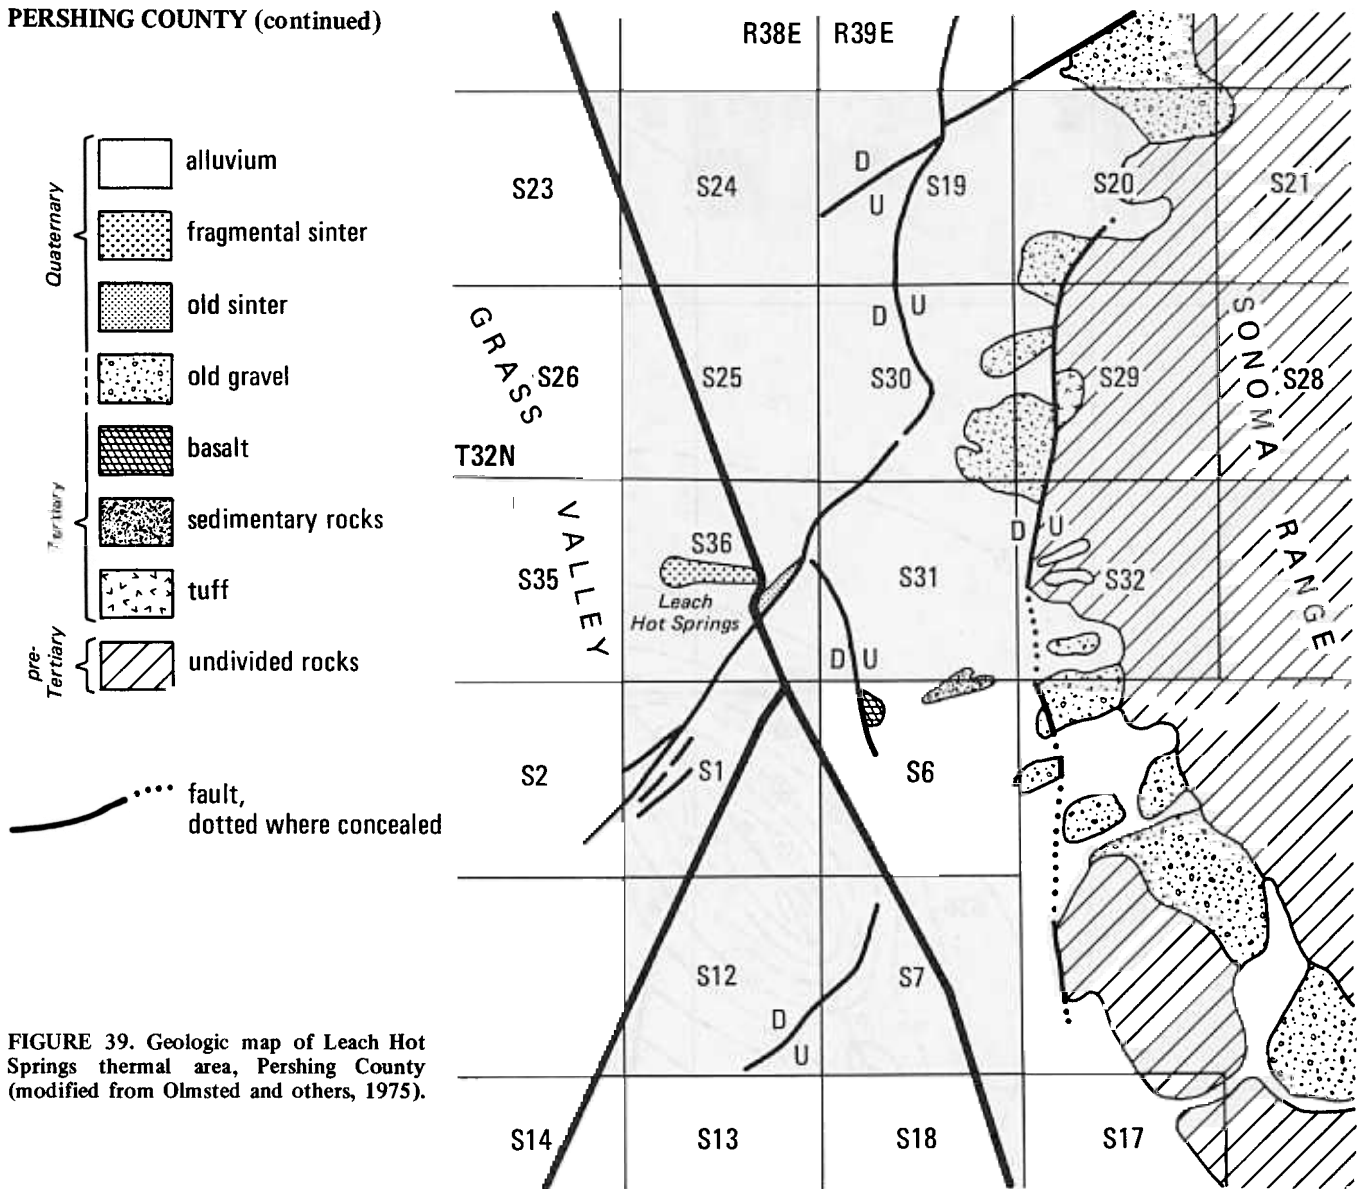 PERSHING COUNTY (continued)
R38E R39E
Quaternary
alluvium
fragmental sinter
old sinter
old gravel
Tertiary
basalt
sedimentary rocks
tuff
pre-
Tertiary
undivided rocks
fault,
dotted where concealed
S23 S24 D U S19 S20 S21
GRASS
VALLEY
SONOMA
RANGE
D U
S26 S25 S30 S29 S28
T32N
D U
S35 S36 S31 S32
Leach
Hot Springs
D U
S2 S1 S6
S12 S7
D
U
S14 S13 S18 S17
FIGURE 39. Geologic map of Leach Hot
Springs thermal area, Pershing County
(modified from Olmsted and others, 1975).